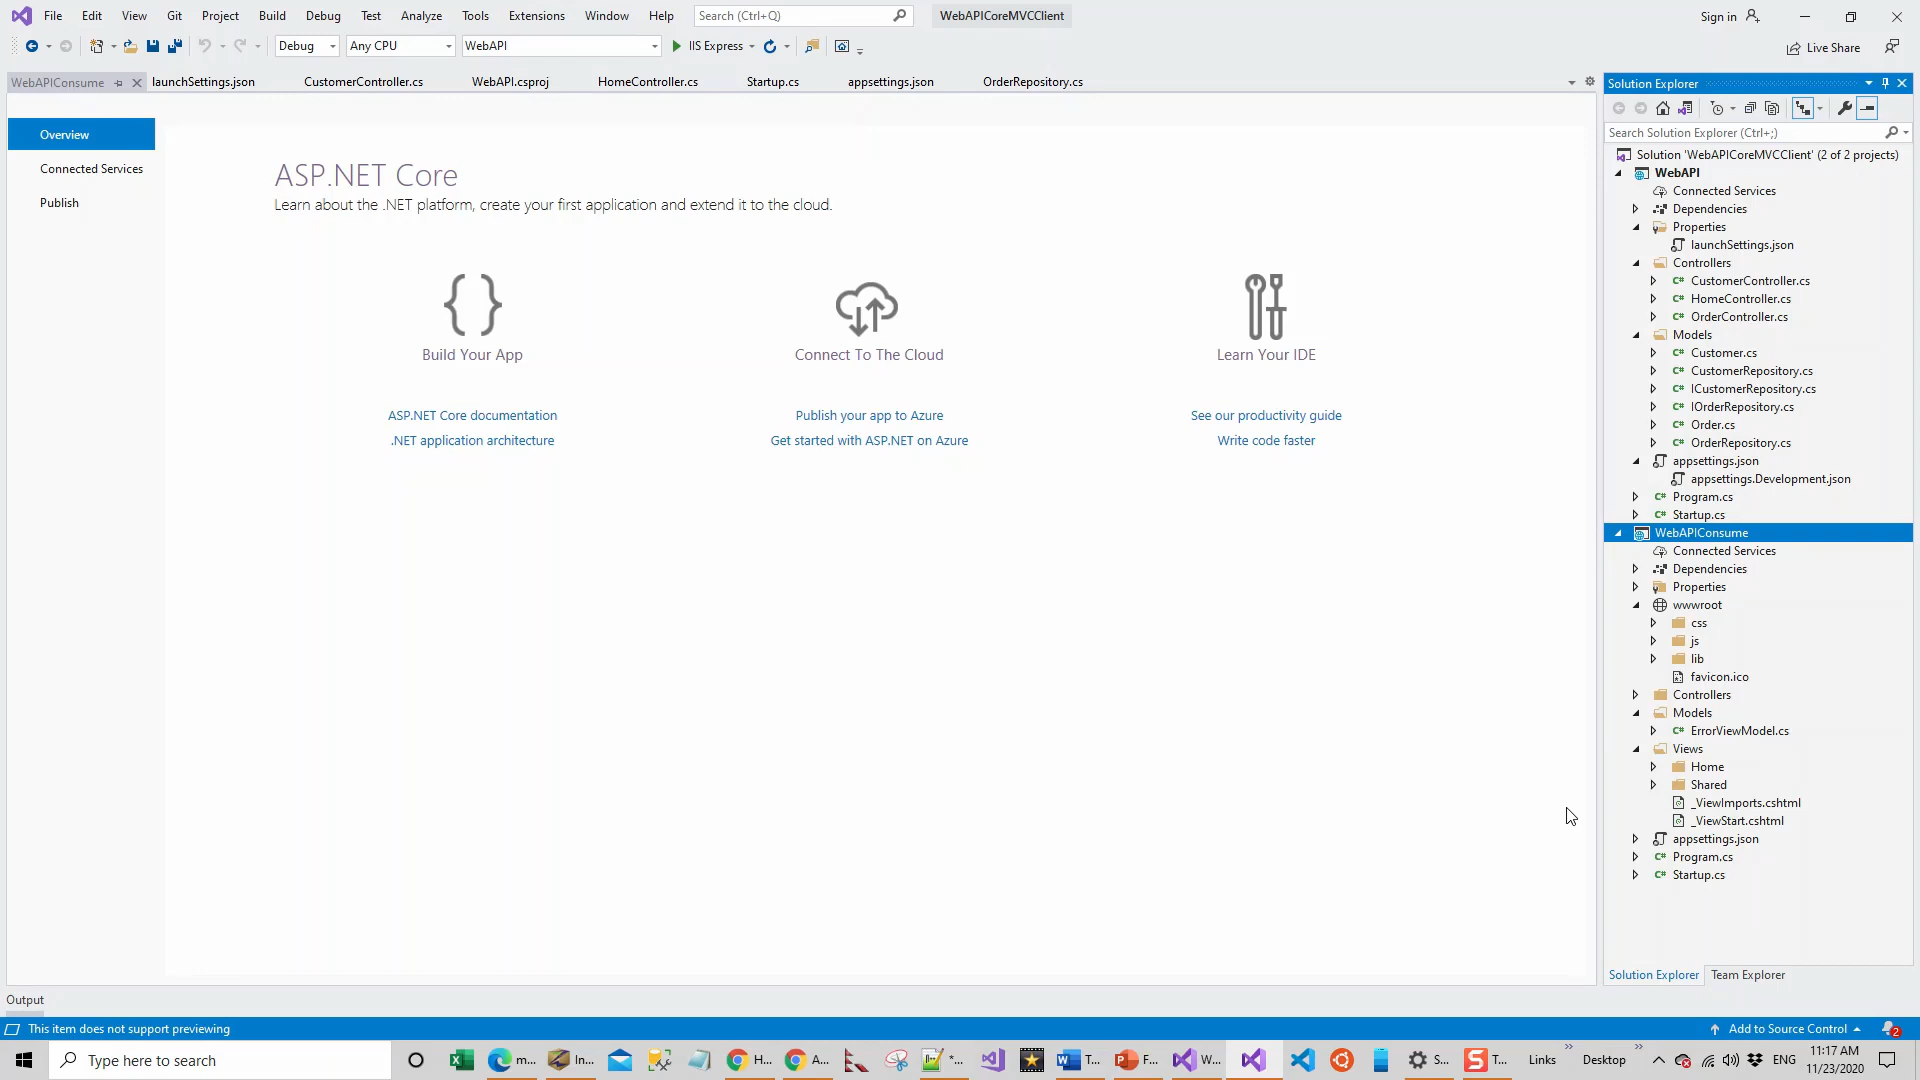 File Edit View Git Project Build Debug Test Analyze Tools Extensions Window Help Search (Ctrl+Q) WebAPICoreMVCClient Sign in
Debug Any CPU WebAPI IIS Express Live Share
WebAPIConsume launchSettings.json CustomerController.cs WebAPI.csproj HomeController.cs Startup.cs appsettings.json OrderRepository.cs
Overview
Connected Services
Publish
ASP.NET Core
Learn about the .NET platform, create your first application and extend it to the cloud.
Build Your App
ASP.NET Core documentation
.NET application architecture
Connect To The Cloud
Publish your app to Azure
Get started with ASP.NET on Azure
Learn Your IDE
See our productivity guide
Write code faster
Solution Explorer
Search Solution Explorer (Ctrl+;)
Solution 'WebAPICoreMVCClient' (2 of 2 projects)
WebAPI
Connected Services
Dependencies
Properties
launchSettings.json
Controllers
C# CustomerController.cs
C# HomeController.cs
C# OrderController.cs
Models
C# Customer.cs
C# CustomerRepository.cs
C# ICustomerRepository.cs
C# IOrderRepository.cs
C# Order.cs
C# OrderRepository.cs
appsettings.json
appsettings.Development.json
C# Program.cs
C# Startup.cs
WebAPIConsume
Connected Services
Dependencies
Properties
wwwroot
css
js
lib
favicon.ico
Controllers
Models
C# ErrorViewModel.cs
Views
Home
Shared
_ViewImports.cshtml
_ViewStart.cshtml
appsettings.json
C# Program.cs
C# Startup.cs
Solution Explorer Team Explorer
Output
This item does not support previewing Add to Source Control 2
Type here to search m... In... H... A... *... T... F... W... S... T... Links Desktop ENG 11:17 AM
11/23/2020